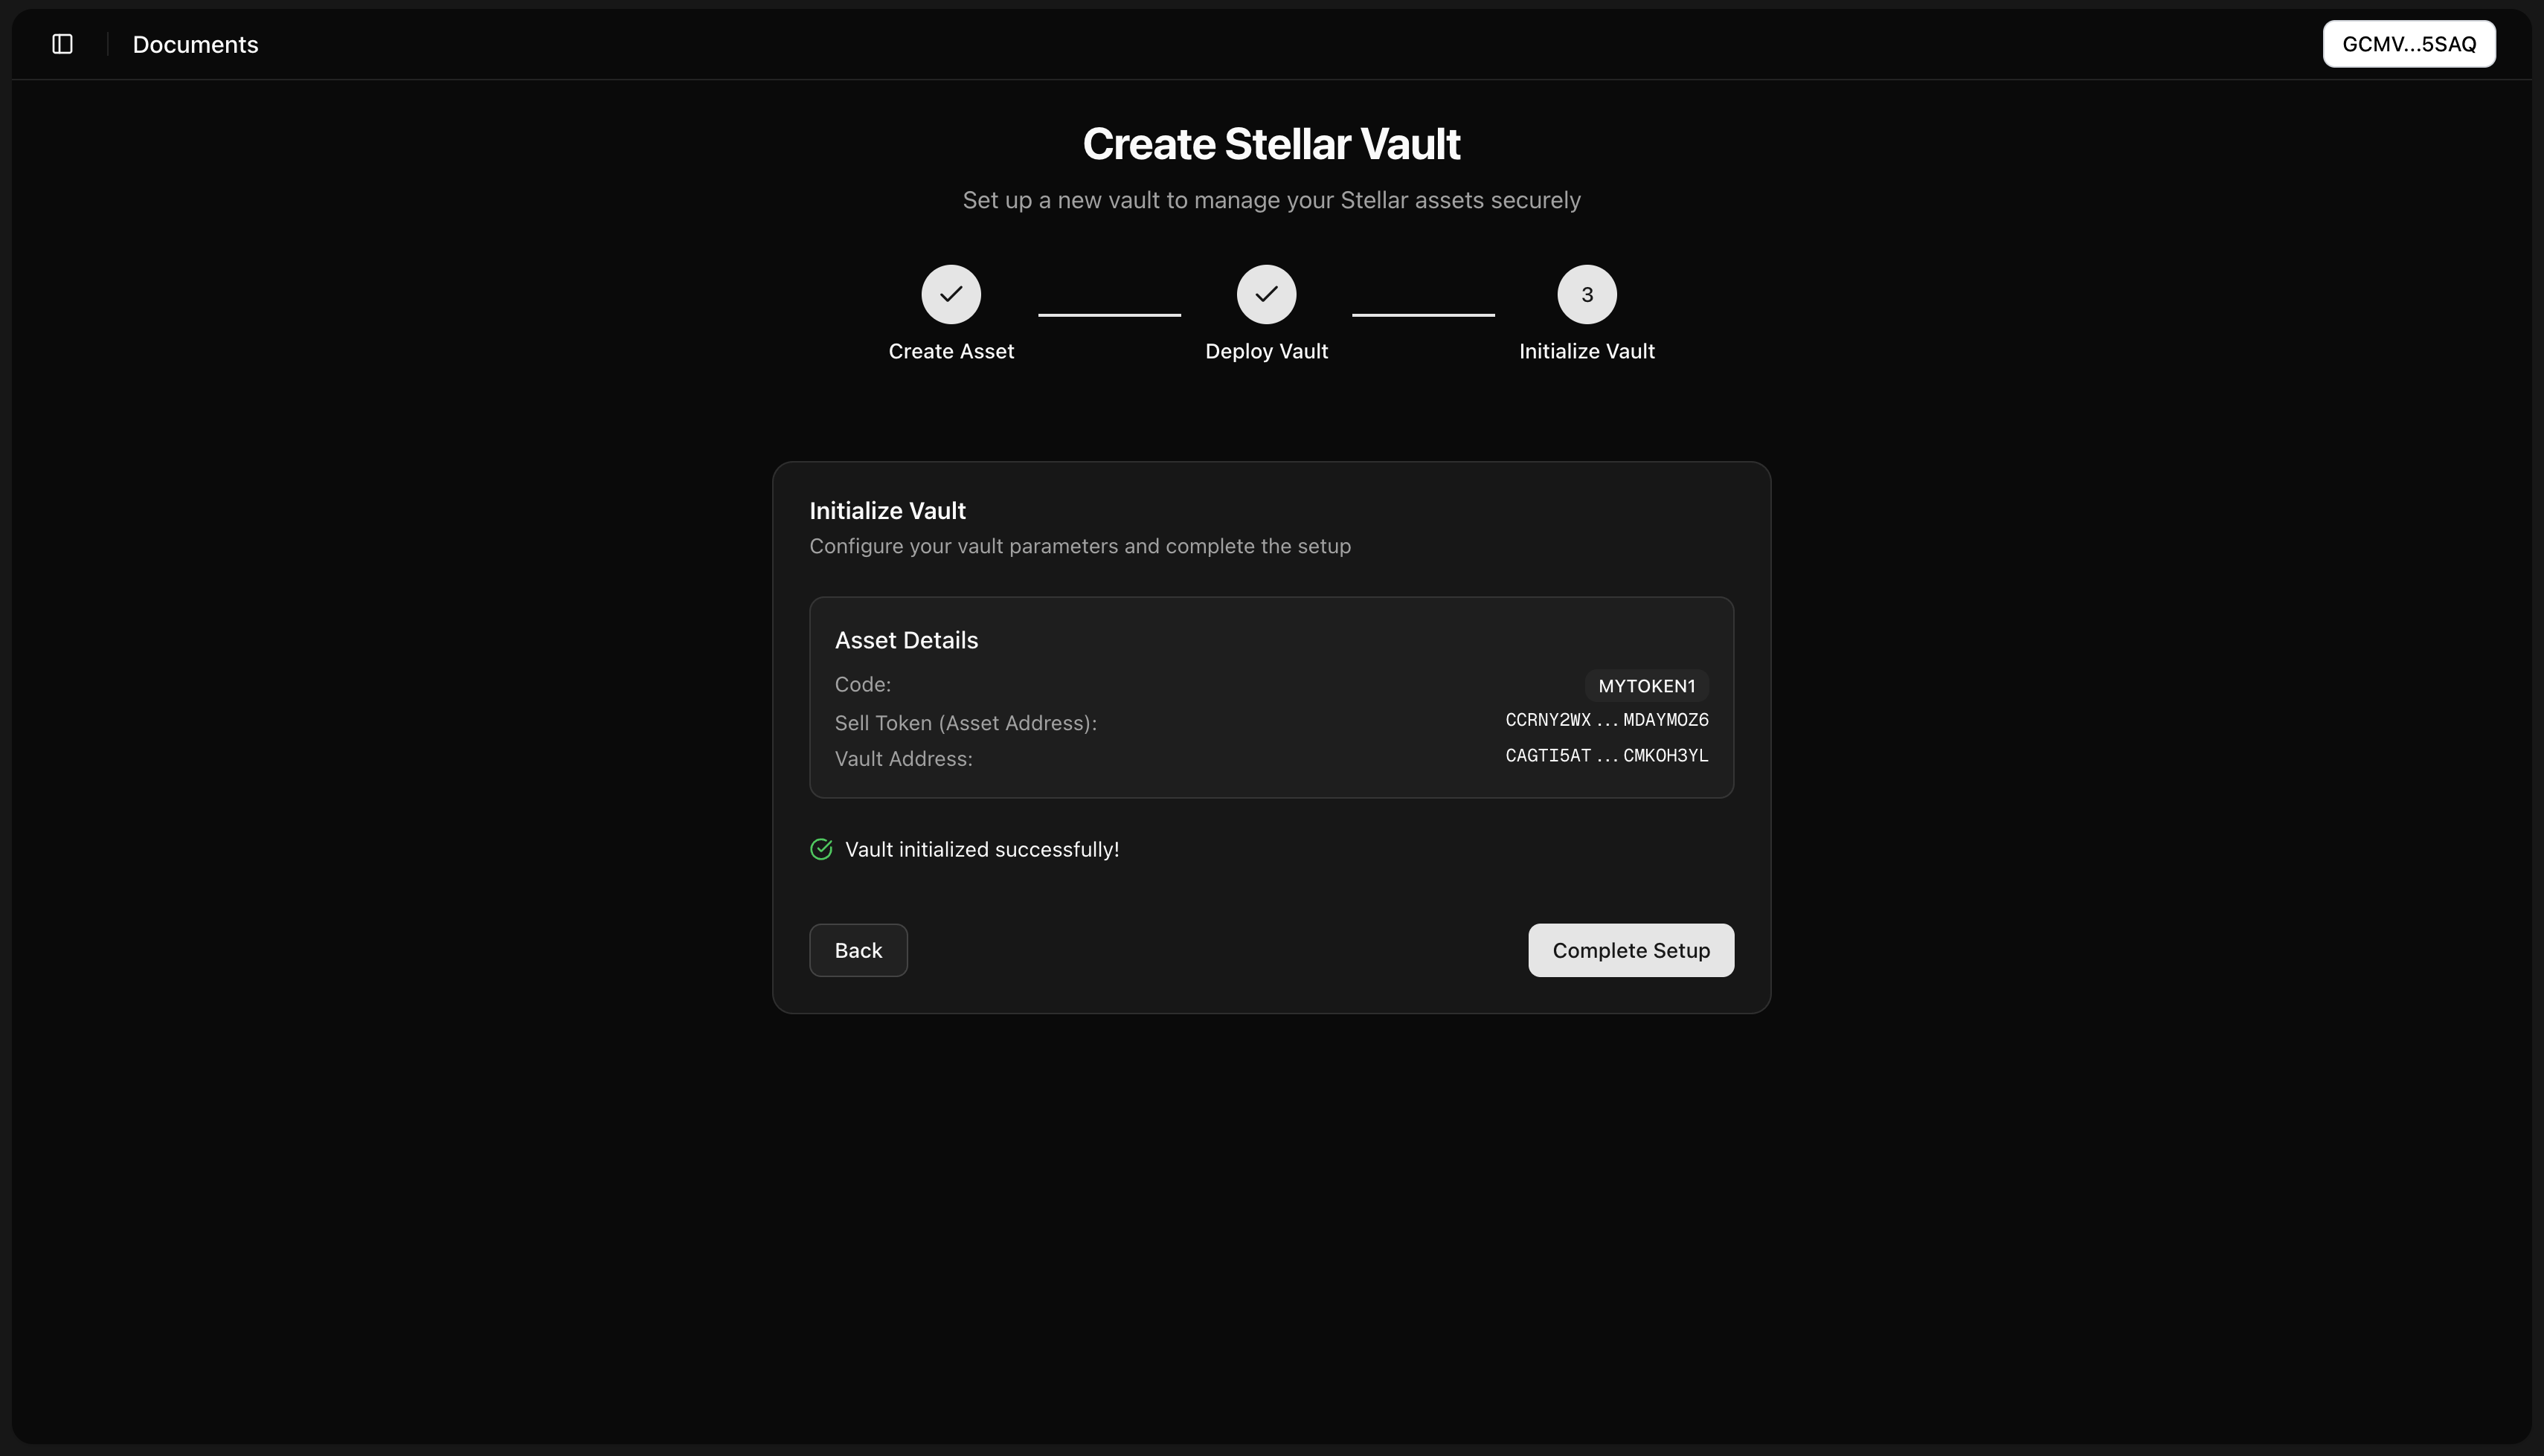 Documents
GCMV...5SAQ
Create Stellar Vault
Set up a new vault to manage your Stellar assets securely
3
Create Asset
Deploy Vault
Initialize Vault
Initialize Vault
Configure your vault parameters and complete the setup
Asset Details
Code:
MYTOKEN1
Sell Token (Asset Address):
CCRNY2WX...MDAYMOZ6
Vault Address:
CAGTI5AT...CMKOH3YL
Vault initialized successfully!
Back
Complete Setup